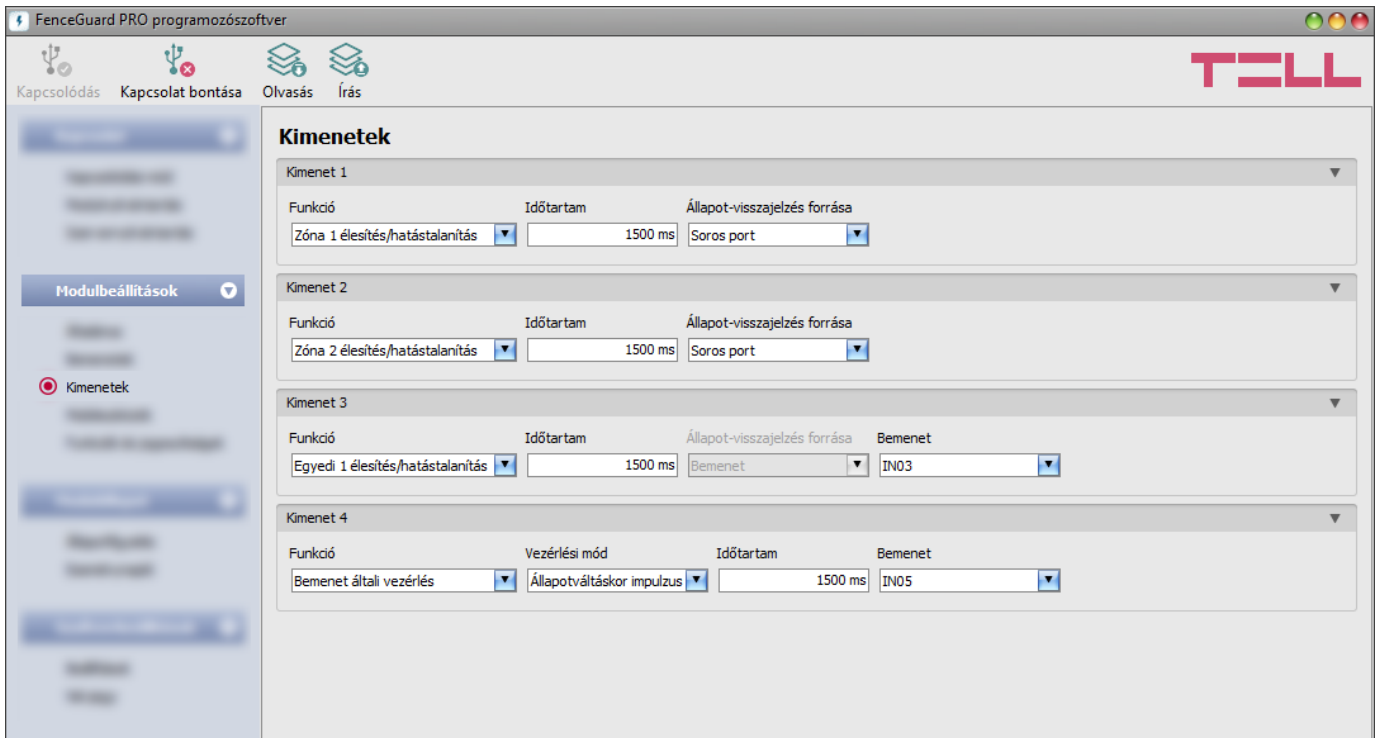 FenceGuard PRO programozószoftver
Kapcsolódás Kapcsolat bontása Olvasás Írás
TELL
Modulbeállítások
Kimenetek
Kimenetek
Kimenet 1
Funkció Időtartam Állapot-visszajelzés forrása
Zóna 1 élesítés/hatástalanítás 1500 ms Soros port
Kimenet 2
Funkció Időtartam Állapot-visszajelzés forrása
Zóna 2 élesítés/hatástalanítás 1500 ms Soros port
Kimenet 3
Funkció Időtartam Állapot-visszajelzés forrása Bemenet
Egyedi 1 élesítés/hatástalanítás 1500 ms Bemenet IN03
Kimenet 4
Funkció Vezérlési mód Időtartam Bemenet
Bemenet általi vezérlés Állapotváltáskor impulzus 1500 ms IN05